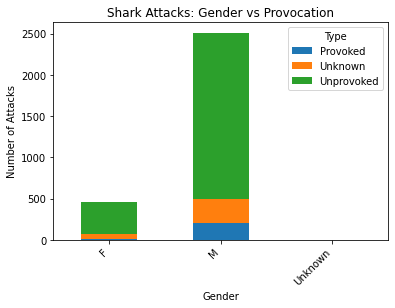 Shark Attacks: Gender vs Provocation
Type
Provoked
Unknown
Unprovoked
Number of Attacks
2500
2000
1500
1000
500
0
F
M
Unknown
Gender